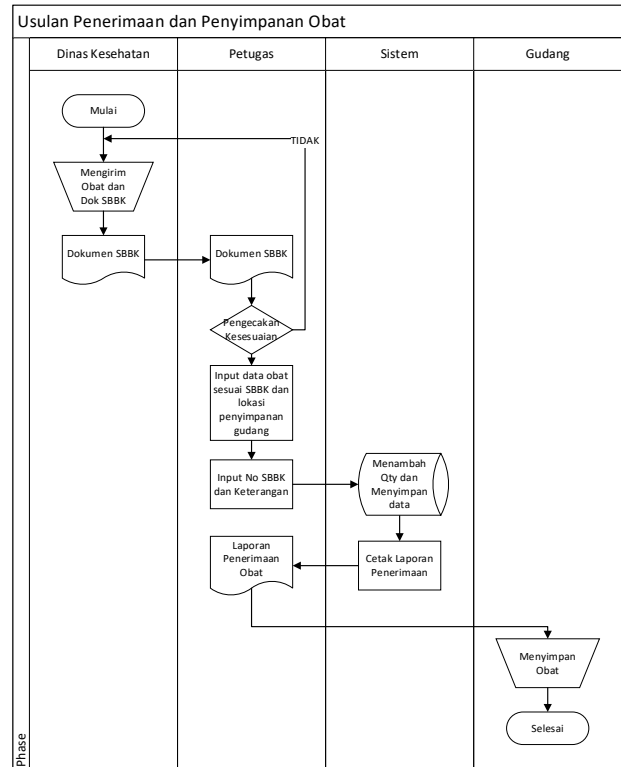 Usulan Penerimaan dan Penyimpanan Obat
Dinas Kesehatan
Petugas
Sistem
Gudang
Mulai
TIDAK
Mengirim
Obat dan
Dok SBBK
Dokumen SBBK
Dokumen SBBK
Pengecakan
Kesesuaian
Input data obat
sesuai SBBK dan
lokasi
penyimpanan
gudang
Input No SBBK
dan Keterangan
Menambah
Qty dan
Menyimpan
data
Cetak Laporan
Penerimaan
Laporan
Penerimaan
Obat
Menyimpan
Obat
Selesai
Phase